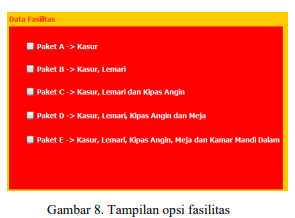 Data Fasilitas
Paket A -> Kasur
Paket B -> Kasur, Lemari
Paket C -> Kasur, Lemari dan Kipas Angin
Paket D -> Kasur, Lemari, Kipas Angin dan Meja
Paket E -> Kasur, Lemari, Kipas Angin, Meja dan Kamar Mandi Dalam
Gambar 8. Tampilan opsi fasilitas